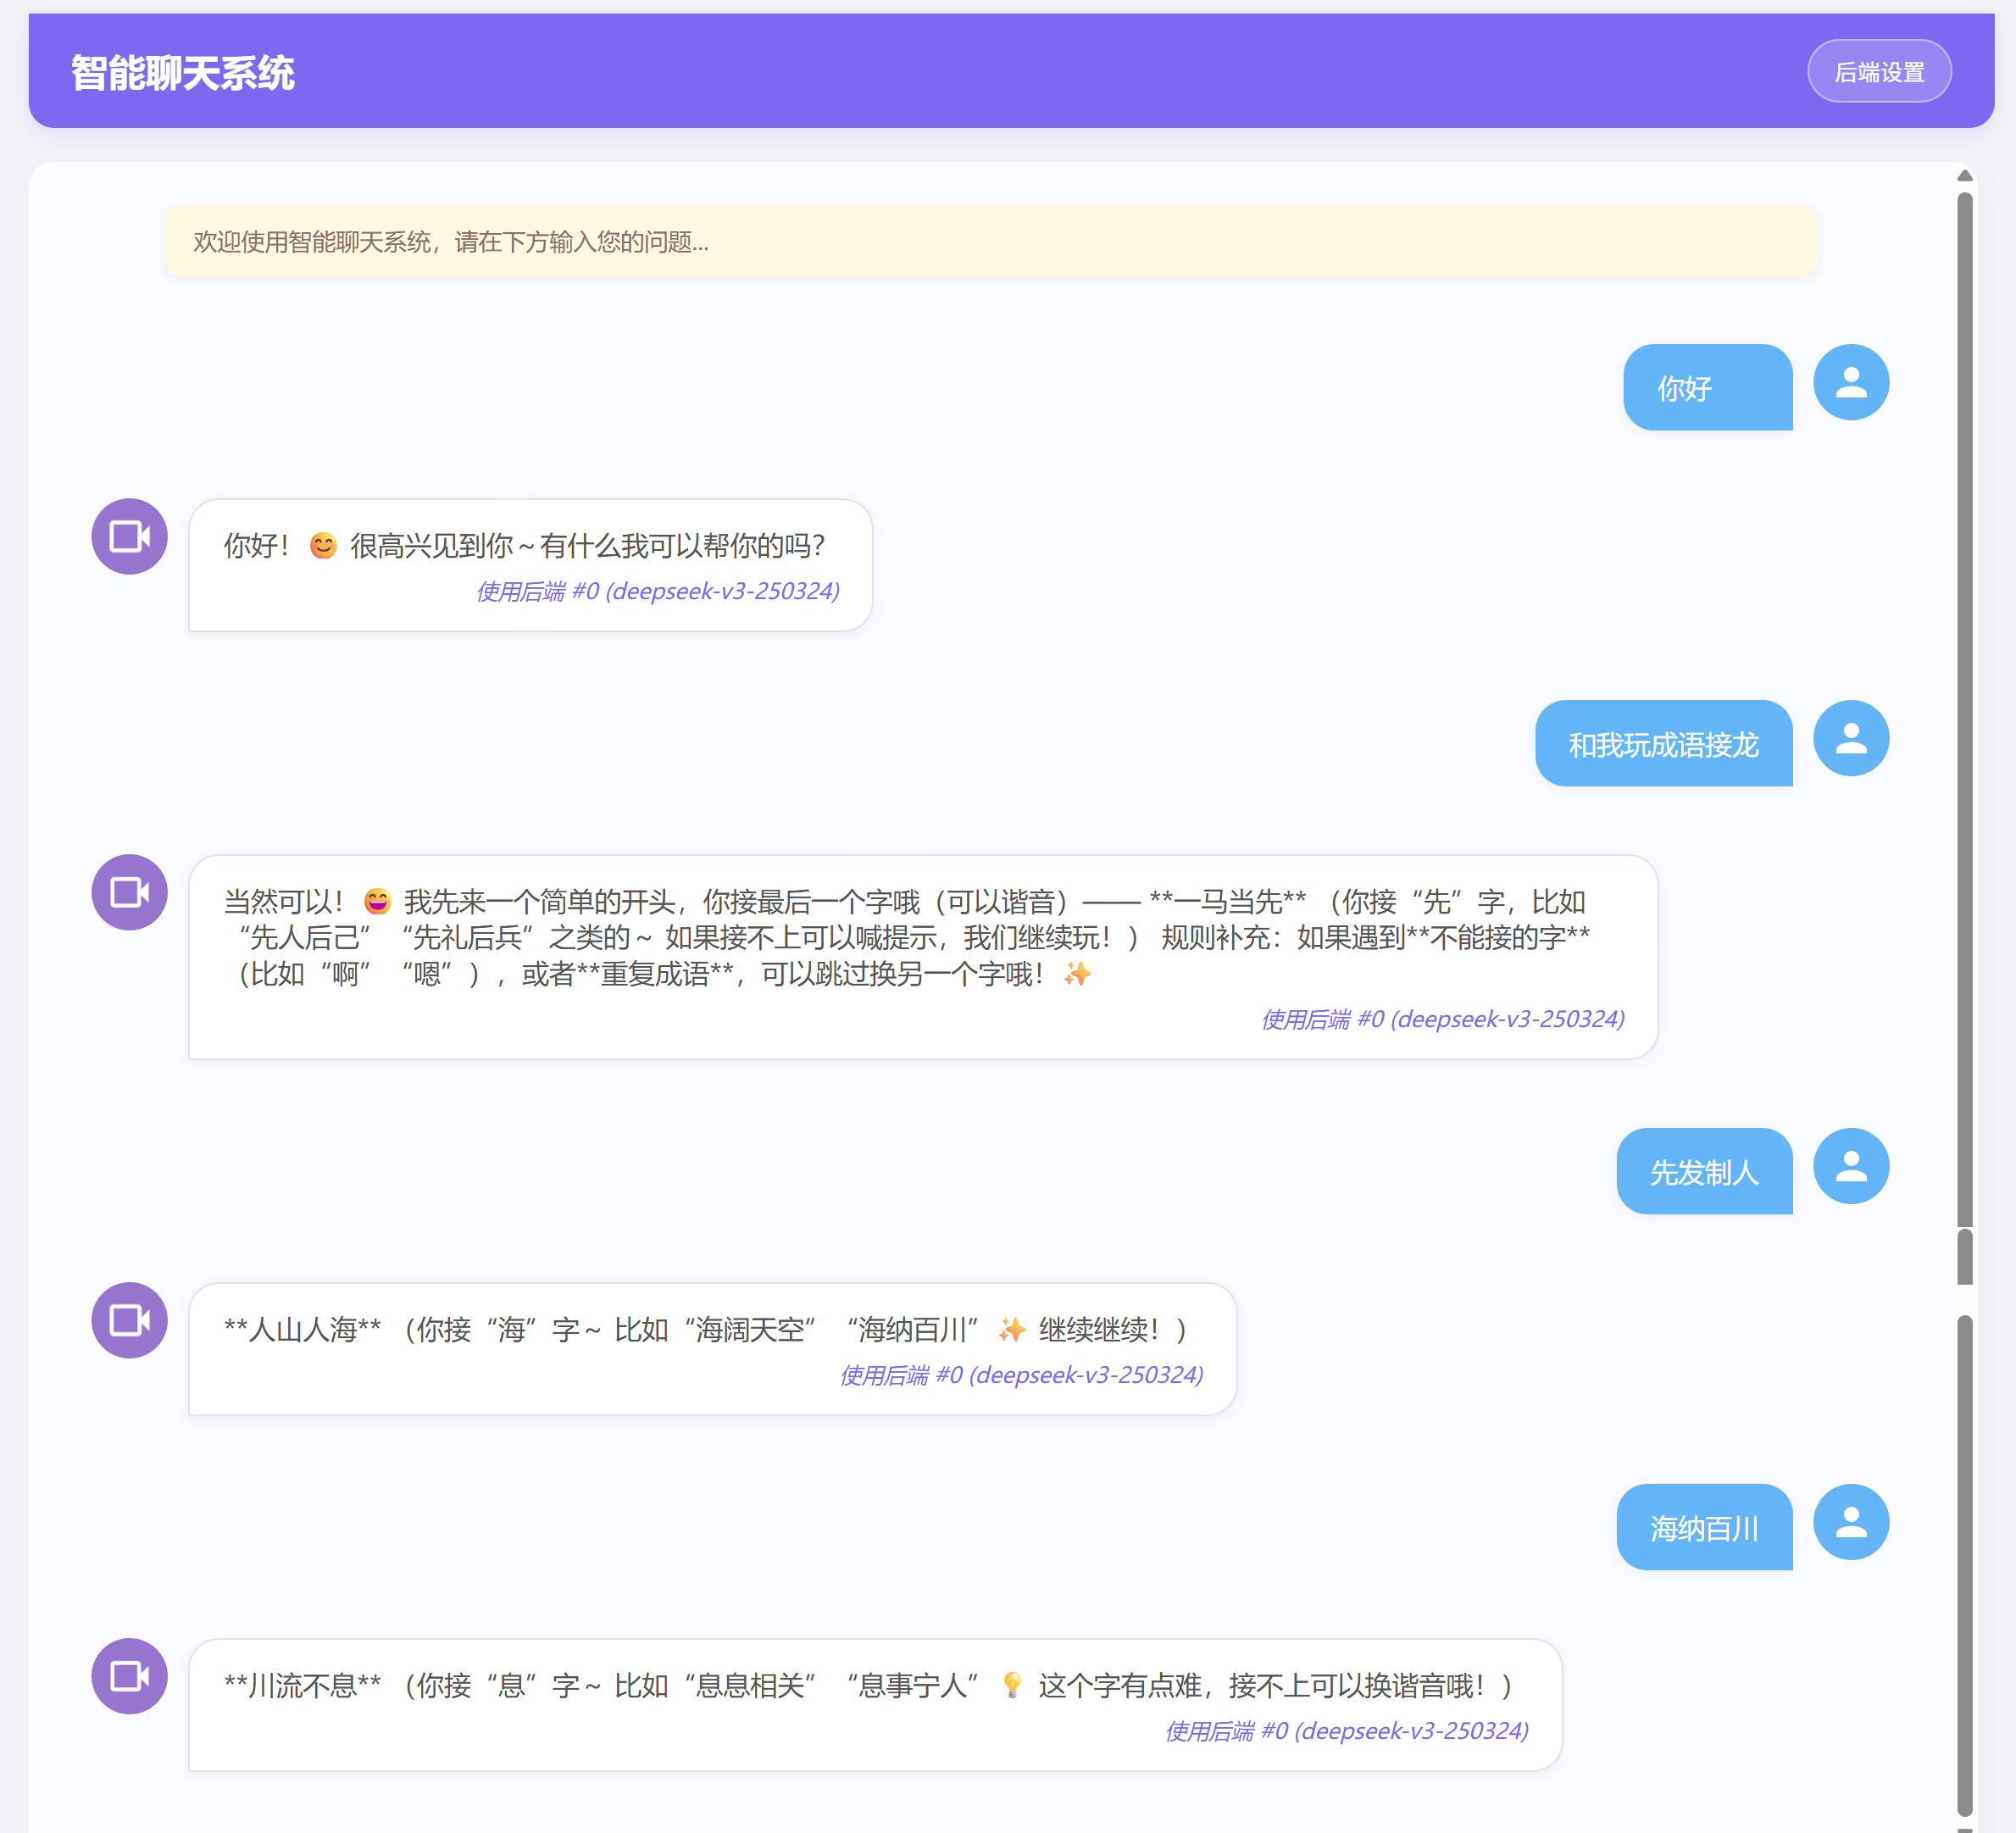 智能聊天系统
后端设置
欢迎使用智能聊天系统，请在下方输入您的问题...
你好
你好！😊 很高兴见到你～有什么我可以帮你的吗？
使用后端 #0 (deepseek-v3-250324)
和我玩成语接龙
当然可以！😄 我先来一个简单的开头，你接最后一个字哦（可以谐音）—— **一马当先** （你接“先”字，比如
“先人后己” “先礼后兵”之类的～ 如果接不上可以喊提示，我们继续玩！） 规则补充：如果遇到**不能接的字**
（比如“啊” “嗯”），或者**重复成语**，可以跳过换另一个字哦！✨
使用后端 #0 (deepseek-v3-250324)
先发制人
**人山人海** （你接“海”字～ 比如“海阔天空” “海纳百川” ✨ 继续继续！）
使用后端 #0 (deepseek-v3-250324)
海纳百川
**川流不息** （你接“息”字～ 比如“息息相关” “息事宁人” 💡 这个字有点难，接不上可以换谐音哦！）
使用后端 #0 (deepseek-v3-250324)